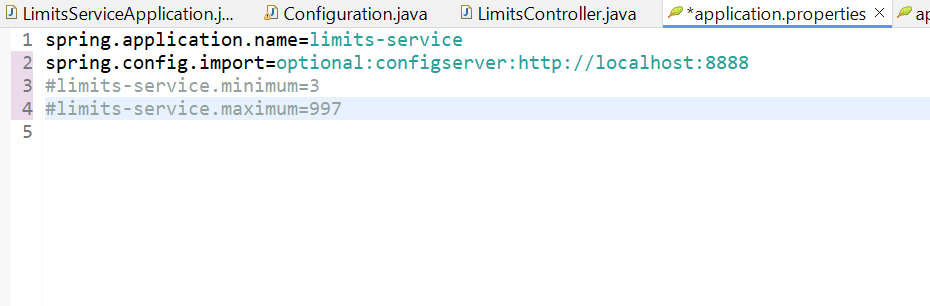 LimitsServiceApplication.j... Configuration.java LimitsController.java *application.properties ap
1 spring.application.name=limits-service
2 spring.config.import=optional:configserver:http://localhost:8888
3 #limits-service.minimum=3
4 #limits-service.maximum=997
5